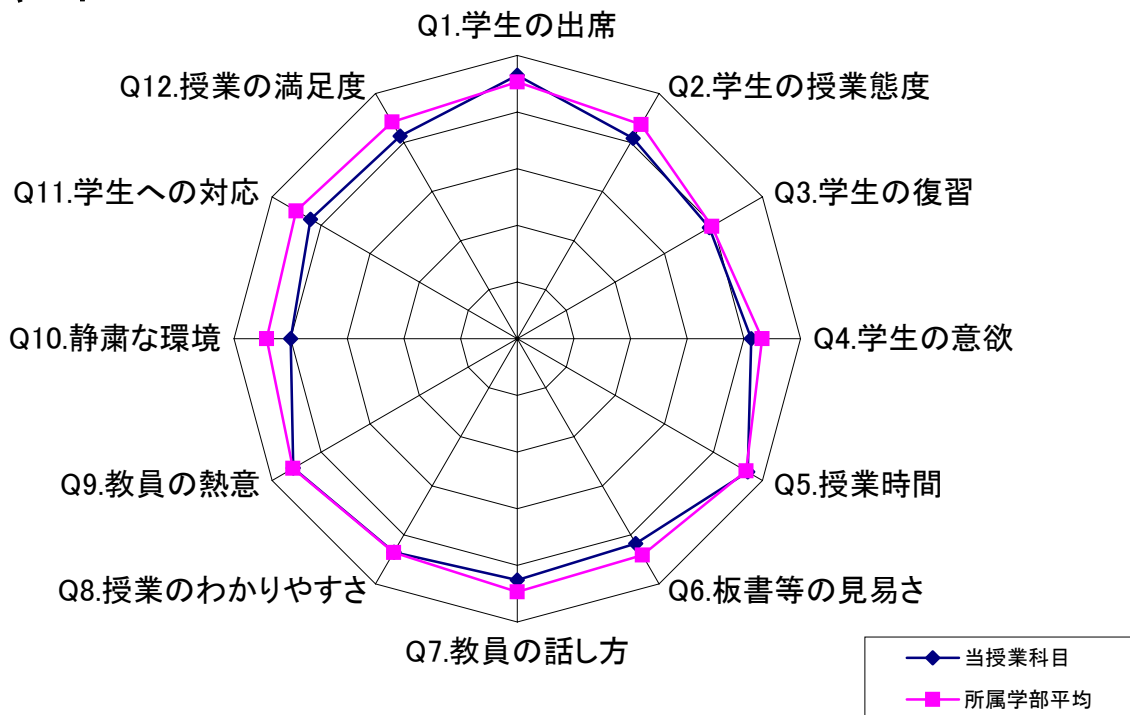 Q1.学生の出席
Q2.学生の授業態度
Q3.学生の復習
Q4.学生の意欲
Q5.授業時間
Q6.板書等の見易さ
Q7.教員の話し方
Q8.授業のわかりやすさ
Q9.教員の熱意
Q10.静粛な環境
Q11.学生への対応
Q12.授業の満足度
当授業科目
所属学部平均